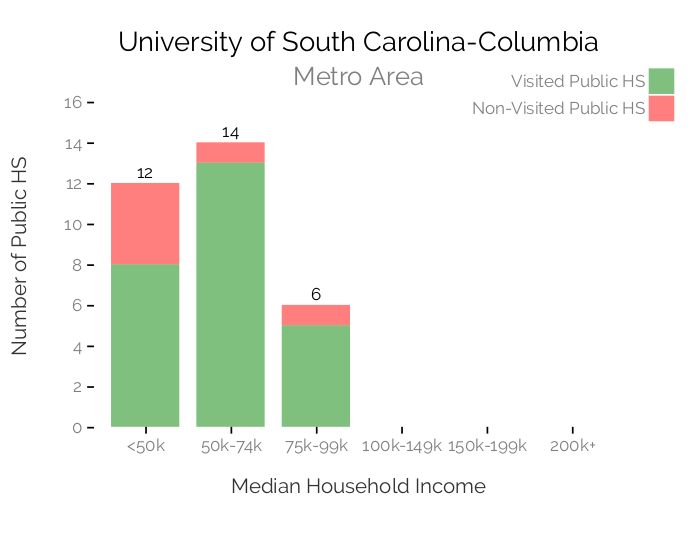 University of South Carolina-Columbia
Metro Area
Visited Public HS
Non-Visited Public HS
Number of Public HS
16
14
12
10
8
6
4
2
0
12
14
6
<50k
50k-74k
75k-99k
100k-149k
150k-199k
200k+
Median Household Income